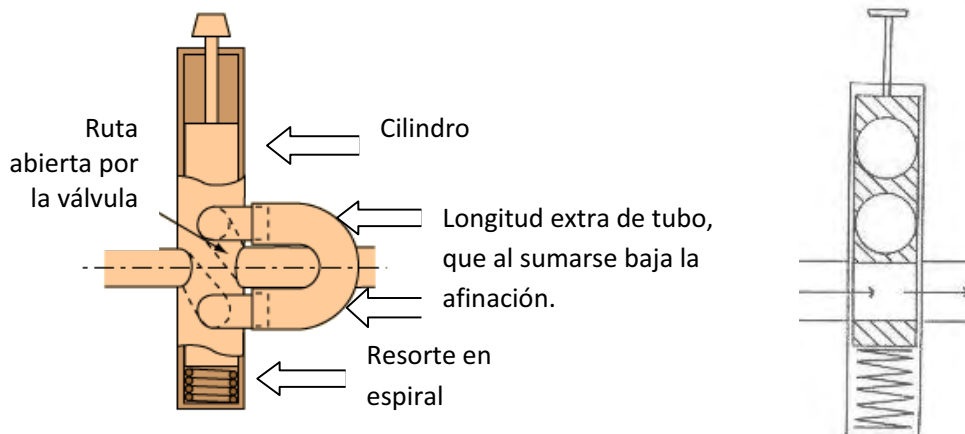 Ruta
abierta por
la válvula
Cilindro
Longitud extra de tubo,
que al sumarse baja la
afinación.
Resorte en
espiral